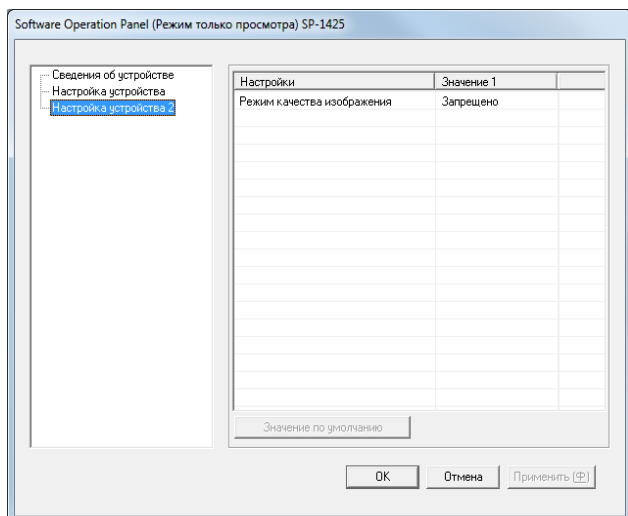 Software Operation Panel (Режим только просмотра) SP-1425
Сведения об устройстве
Настройка устройства
Настройка устройства 2
Настройки Значение 1
Режим качества изображения Запрещено
Значение по умолчанию
OK Отмена Применить (Ф)